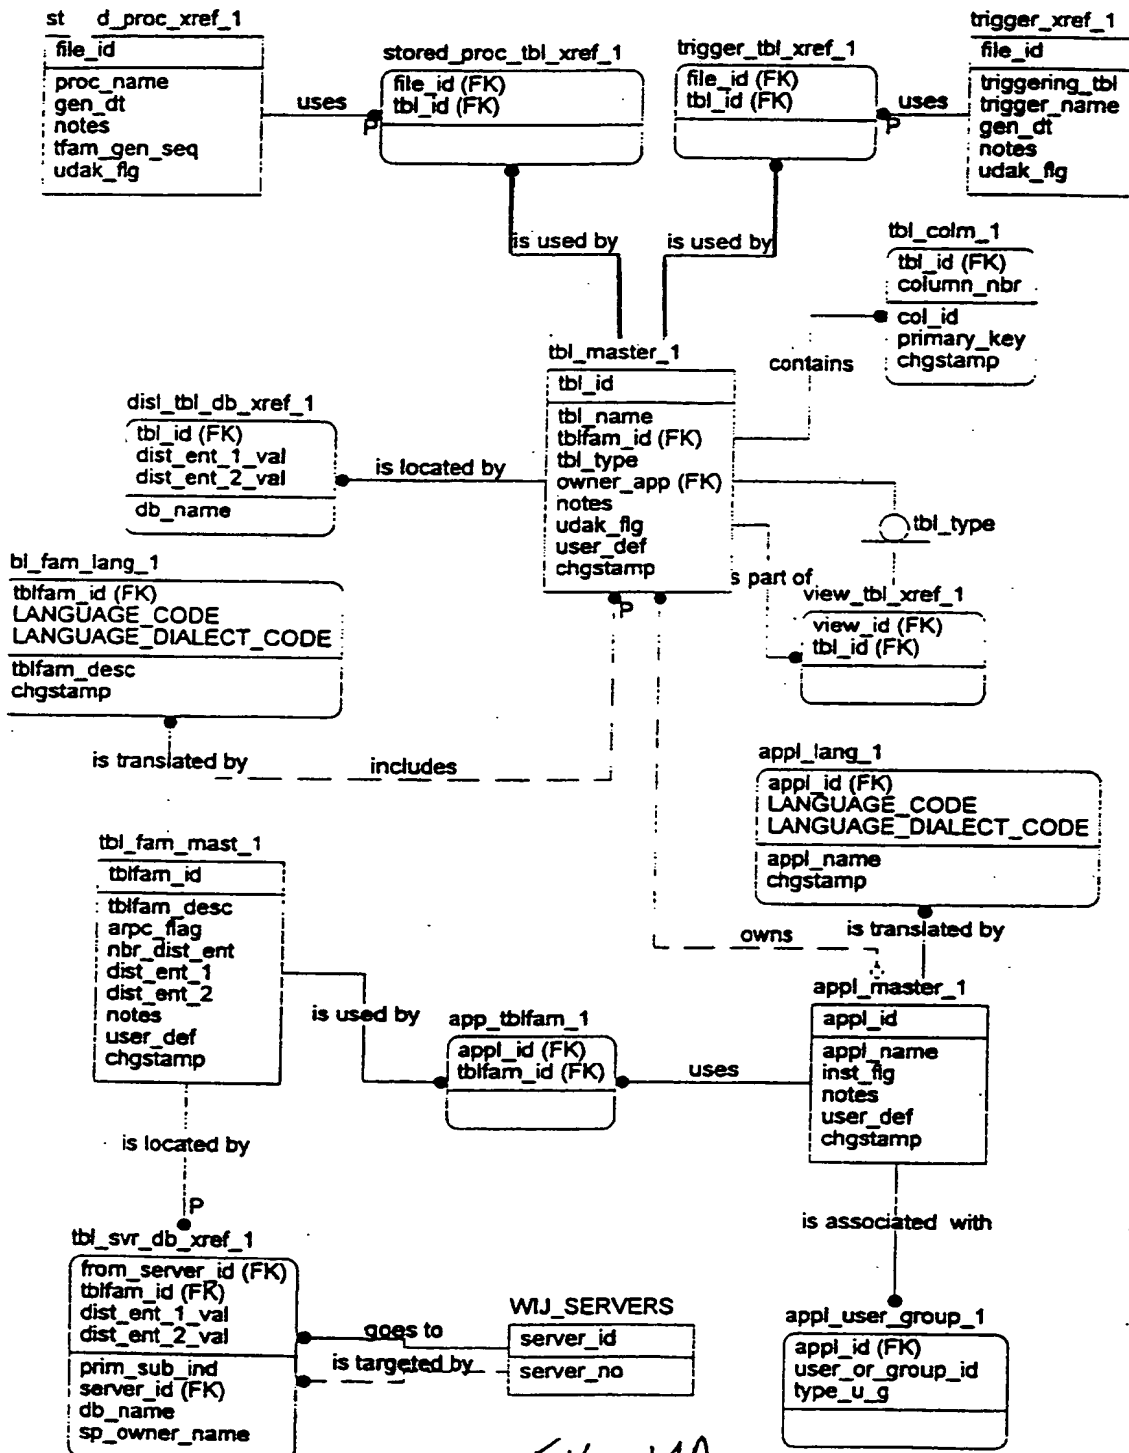 st d_proc_xref_1
file_id
proc_name
gen_dt
notes
tfam_gen_seq
udak_flg
uses
P
stored_proc_tbl_xref_1
file_id (FK)
tbl_id (FK)
trigger_tbl_xref_1
file_id (FK)
tbl_id (FK)
uses
P
trigger_xref_1
file_id
triggering_tbl
trigger_name
gen_dt
notes
udak_flg
is used by
is used by
tbl_colm_1
tbl_id (FK)
column_nbr
col_id
primary_key
chgstamp
contains
tbl_master_1
tbl_id
tbl_name
tblfam_id (FK)
tbl_type
owner_app (FK)
notes
udak_flg
user_def
chgstamp
disl_tbl_db_xref_1
tbl_id (FK)
dist_ent_1_val
dist_ent_2_val
db_name
is located by
tbl_type
s part of
view_tbl_xref_1
view_id (FK)
tbl_id (FK)
bl_fam_lang_1
tblfam_id (FK)
LANGUAGE_CODE
LANGUAGE_DIALECT_CODE
tblfam_desc
chgstamp
P
is translated by
includes
appl_lang_1
appl_id (FK)
LANGUAGE_CODE
LANGUAGE_DIALECT_CODE
appl_name
chgstamp
is translated by
owns
tbl_fam_mast_1
tblfam_id
tblfam_desc
arpc_flag
nbr_dist_ent
dist_ent_1
dist_ent_2
notes
user_def
chgstamp
is used by
app_tblfam_1
appl_id (FK)
tblfam_id (FK)
uses
appl_master_1
appl_id
appl_name
inst_flg
notes
user_def
chgstamp
is located by
P
is associated with
tbl_svr_db_xref_1
from_server_id (FK)
tblfam_id (FK)
dist_ent_1_val
dist_ent_2_val
prim_sub_ind
server_id (FK)
db_name
sp_owner_name
goes to
is targeted by
WIJ_SERVERS
server_id
server_no
appl_user_group_1
appl_id (FK)
user_or_group_id
type_u_g